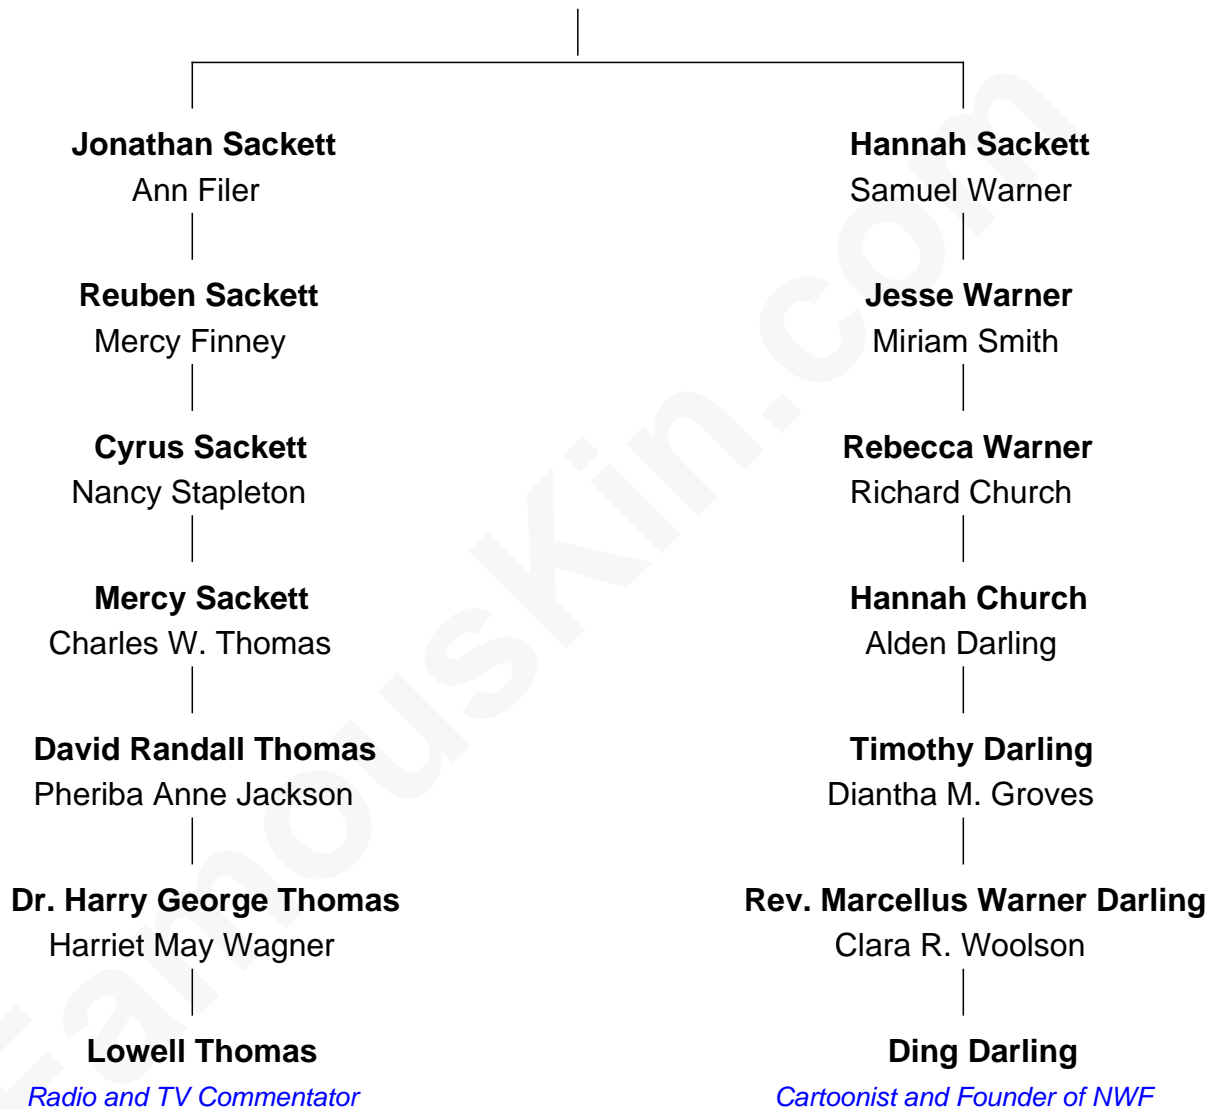 Jonathan Sackett
Ann Filer
Hannah Sackett
Samuel Warner
Reuben Sackett
Mercy Finney
Jesse Warner
Miriam Smith
Cyrus Sackett
Nancy Stapleton
Rebecca Warner
Richard Church
Mercy Sackett
Charles W. Thomas
Hannah Church
Alden Darling
David Randall Thomas
Pheriba Anne Jackson
Timothy Darling
Diantha M. Groves
Dr. Harry George Thomas
Harriet May Wagner
Rev. Marcellus Warner Darling
Clara R. Woolson
Lowell Thomas
Radio and TV Commentator
Ding Darling
Cartoonist and Founder of NWF
FamousKin.com